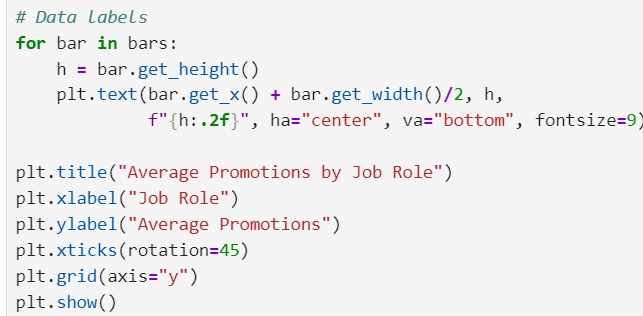 # Data labels
for bar in bars:
    h = bar.get_height()
    plt.text(bar.get_x() + bar.get_width()/2, h,
             f"{h:.2f}", ha="center", va="bottom", fontsize=9)

plt.title("Average Promotions by Job Role")
plt.xlabel("Job Role")
plt.ylabel("Average Promotions")
plt.xticks(rotation=45)
plt.grid(axis="y")
plt.show()